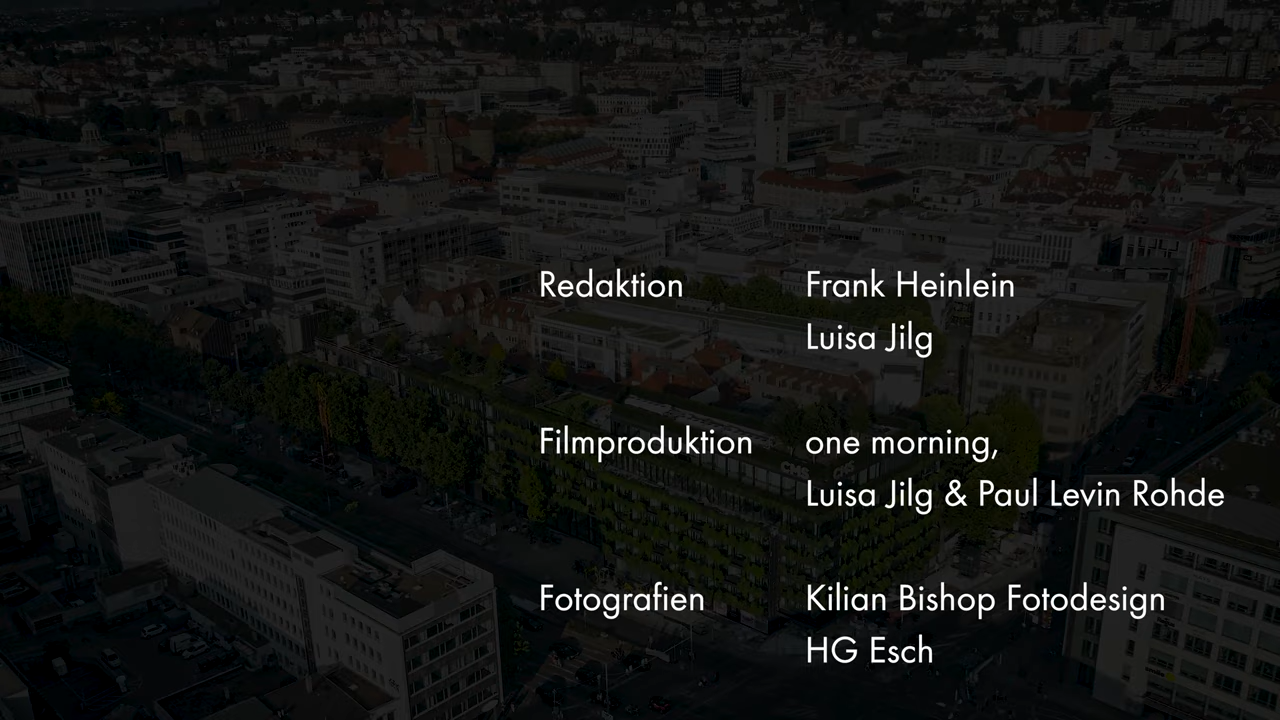 Redaktion Frank Heinlein
Luisa Jilg
Filmproduktion one morning,
Luisa Jilg & Paul Levin Rohde
Fotografien Kilian Bishop Fotodesign
HG Esch
CMS